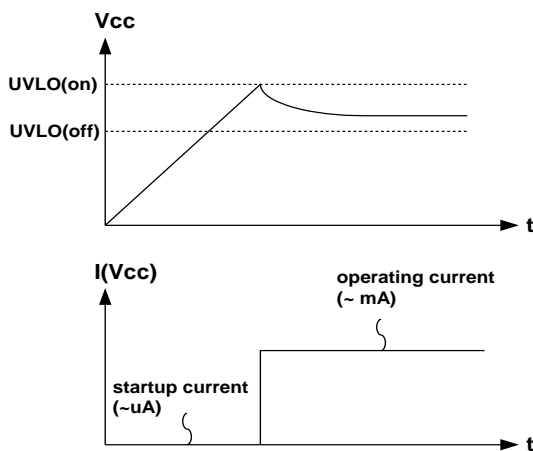 Vcc
UVLO(on)
UVLO(off)
t
I(Vcc)
operating current
(~ mA)
startup current
(~uA)
t